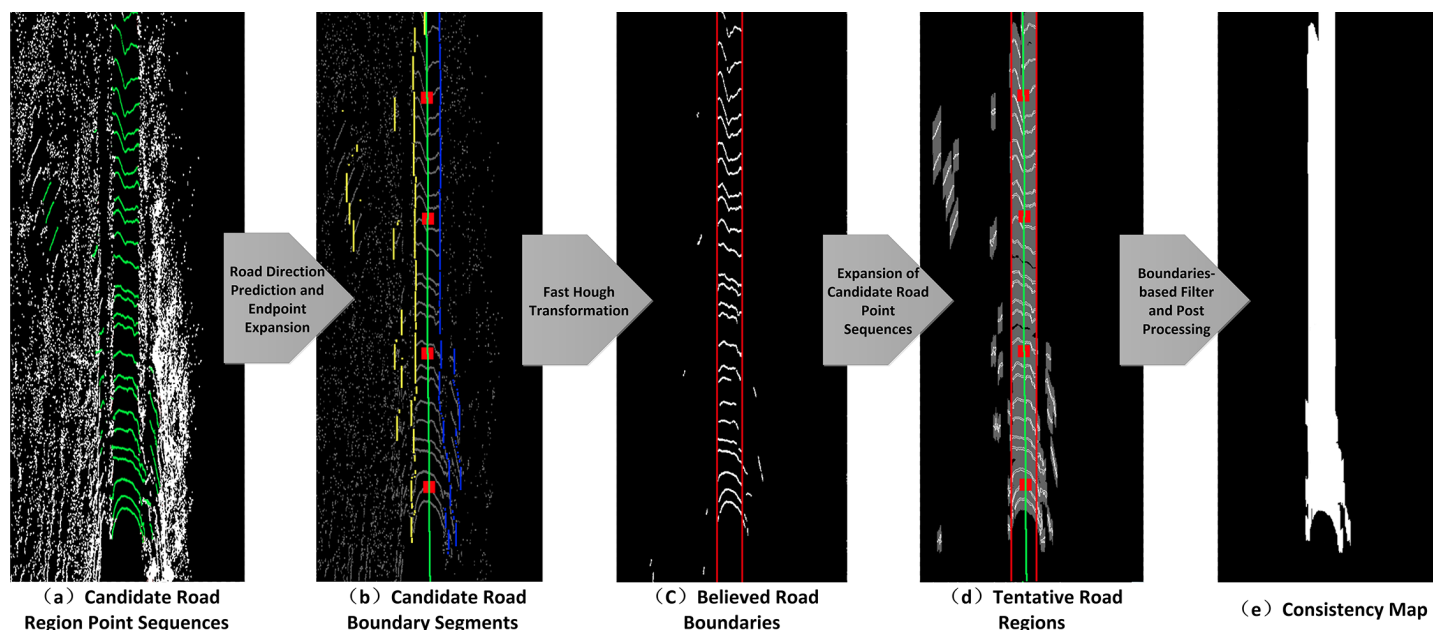 Road Direction
Prediction and
Endpoint
Expansion
Fast Hough
Transformation
Expansion of
Candidate Road
Point
Sequences
Boundaries-
based Filter
and Post
Processing
（a）Candidate Road
Region Point Sequences
（b）Candidate Road
Boundary Segments
（C）Believed Road
Boundaries
（d）Tentative Road
Regions
（e）Consistency Map